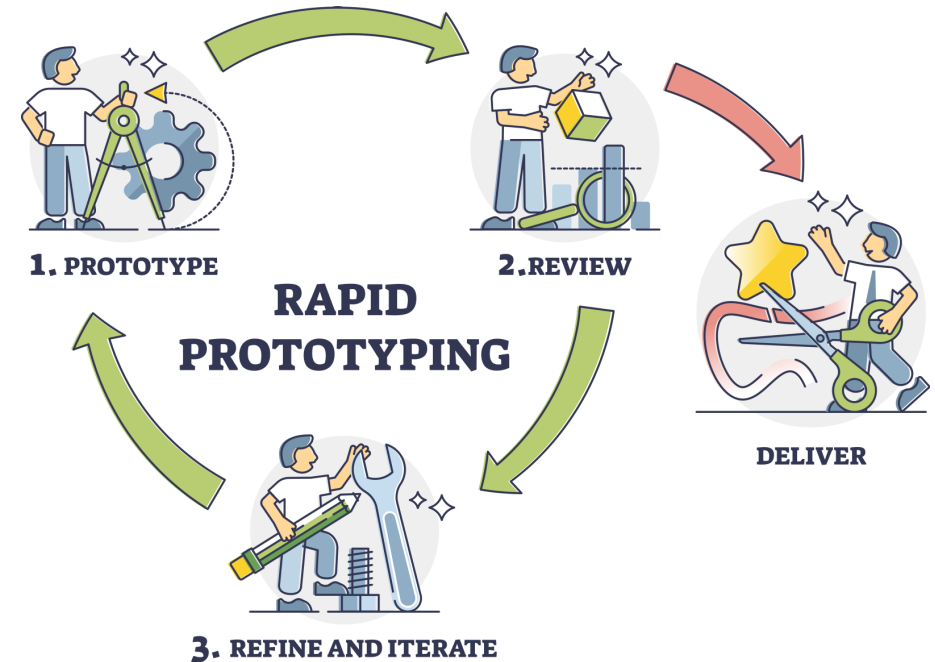 1. PROTOTYPE
2.REVIEW
RAPID
PROTOTYPING
DELIVER
3. REFINE AND ITERATE